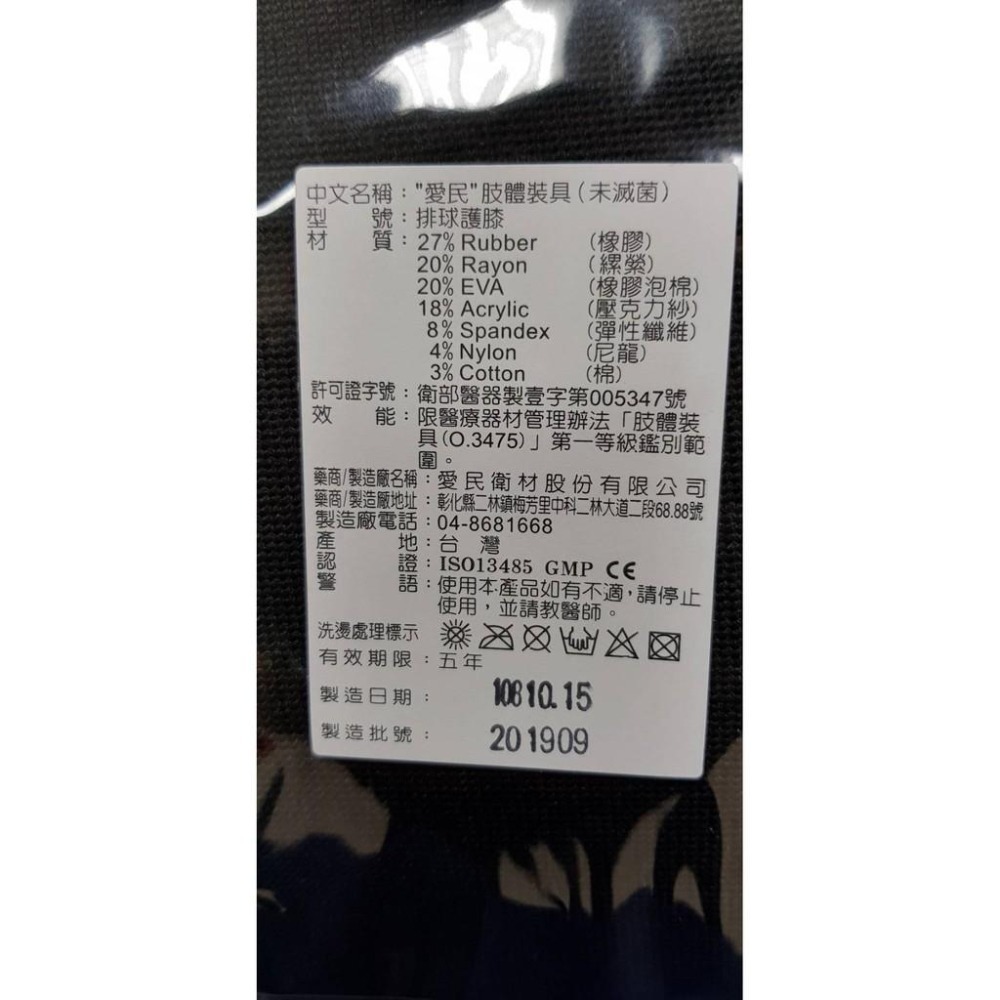 中文名稱："愛民"肢體裝具(未滅菌)
型 號：排球護膝
材 質：27% Rubber (橡膠)
20% Rayon (縲縈)
20% EVA (橡膠泡棉)
18% Acrylic (壓克力紗)
8% Spandex (彈性纖維)
4% Nylon (尼龍)
3% Cotton (棉)
許可證字號：衛部醫器製壹字第005347號
效 能：限醫療器材管理辦法「肢體裝
具(O.3475)」第一等級鑑別範
圍。
藥商/製造廠名稱：愛民衛材股份有限公司
藥商/製造廠地址：彰化縣二林鎮梅芳里中科二林大道二段68.88號
製造廠電話：04-8681668
產 地：台 灣
認 證：ISO13485 GMP CE
警 語：使用本產品如有不適，請停止
使用，並請教醫師。
洗燙處理標示
有效期限：五年
製造日期： 108 10.15
製造批號： 201909